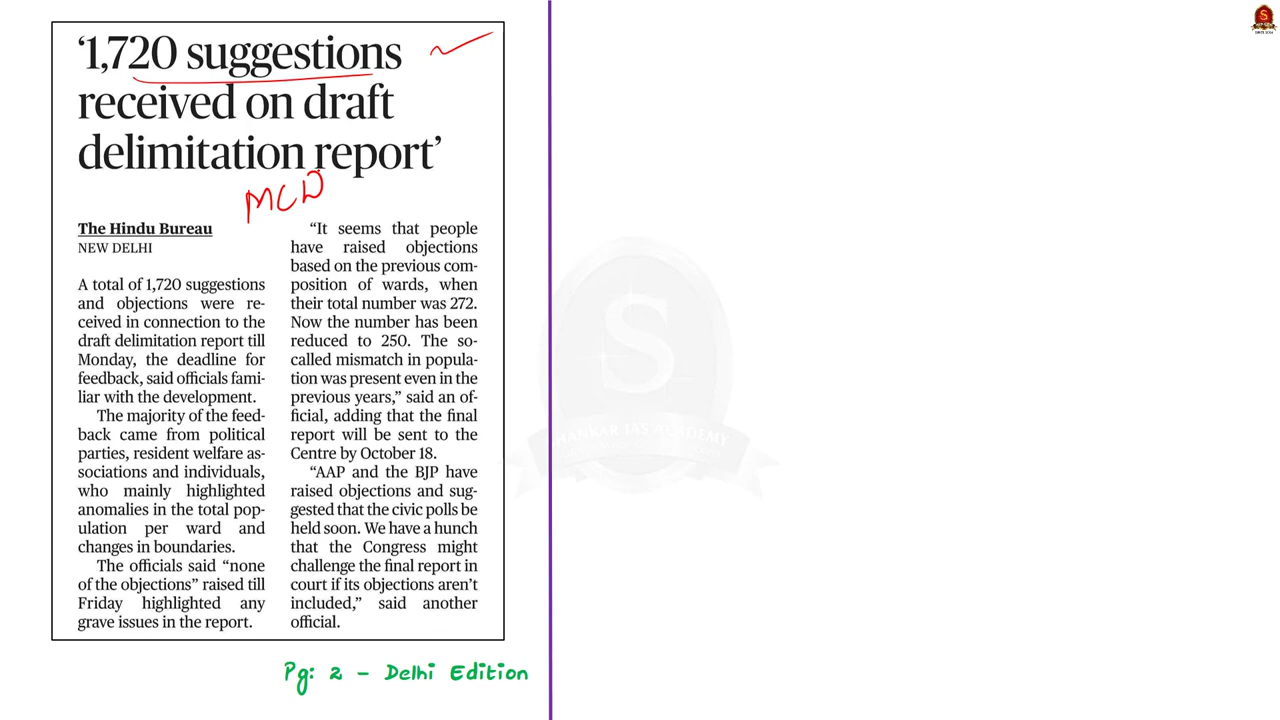 ‘1,720 suggestions
received on draft
delimitation report’
MCD
The Hindu Bureau
NEW DELHI
A total of 1,720 suggestions
and objections were re-
ceived in connection to the
draft delimitation report till
Monday, the deadline for
feedback, said officials fami-
liar with the development.
The majority of the feed-
back came from political
parties, resident welfare as-
sociations and individuals,
who mainly highlighted
anomalies in the total pop-
ulation per ward and
changes in boundaries.
The officials said “none
of the objections” raised till
Friday highlighted any
grave issues in the report.
“It seems that people
have raised objections
based on the previous com-
position of wards, when
their total number was 272.
Now the number has been
reduced to 250. The so-
called mismatch in popula-
tion was present even in the
previous years,” said an of-
ficial, adding that the final
report will be sent to the
Centre by October 18.
“AAP and the BJP have
raised objections and sug-
gested that the civic polls be
held soon. We have a hunch
that the Congress might
challenge the final report in
court if its objections aren’t
included,” said another
official.
Pg: 2 - Delhi Edition
S
SHANKAR IAS ACADEMY